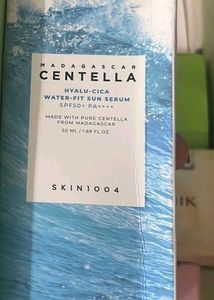 MADAGASCAR
CENTELLA
HYALU-CICA
WATER-FIT SUN SERUM
SPF50+ PA++++
MADE WITH PURE CENTELLA
FROM MADAGASCAR
50 ML / 1.69 FL.OZ.
SKIN1004
IK